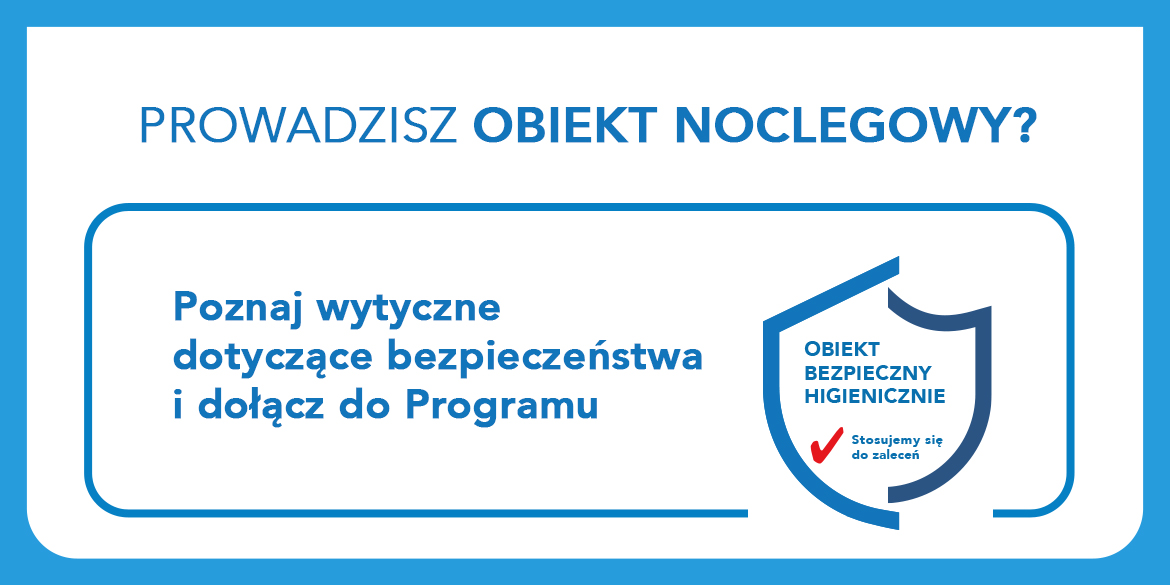 PROWADZISZ OBIEKT NOCLEGOWY?
Poznaj wytyczne
dotyczące bezpieczeństwa
i dołącz do Programu
OBIEKT
BEZPIECZNY
HIGIENICZNIE
Stosujemy się
do zaleceń